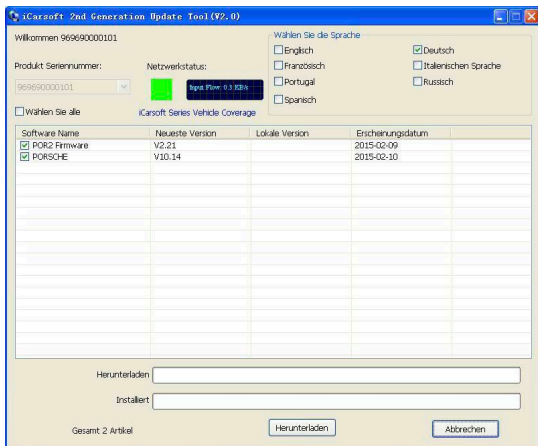 iCarsoft 2nd Generation Update Tool(V2.0)
Willkommen 969690000101
Wählen Sie die Sprache
Englisch
Deutsch
Französisch
Italienischen Sprache
Portugal
Russisch
Spanisch
Produkt Seriennummer:
Netzwerkstatus:
969690000101
Input Flow: 0.3 KB/s
Wählen Sie alle
iCarsoft Series Vehicle Coverage
Software Name Neueste Version Lokale Version Erscheinungsdatum
POR2 Firmware V2.21 2015-02-09
PORSCHE V10.14 2015-02-10
Herunterladen
Installiert
Gesamt 2 Artikel
Herunterladen
Abbrechen